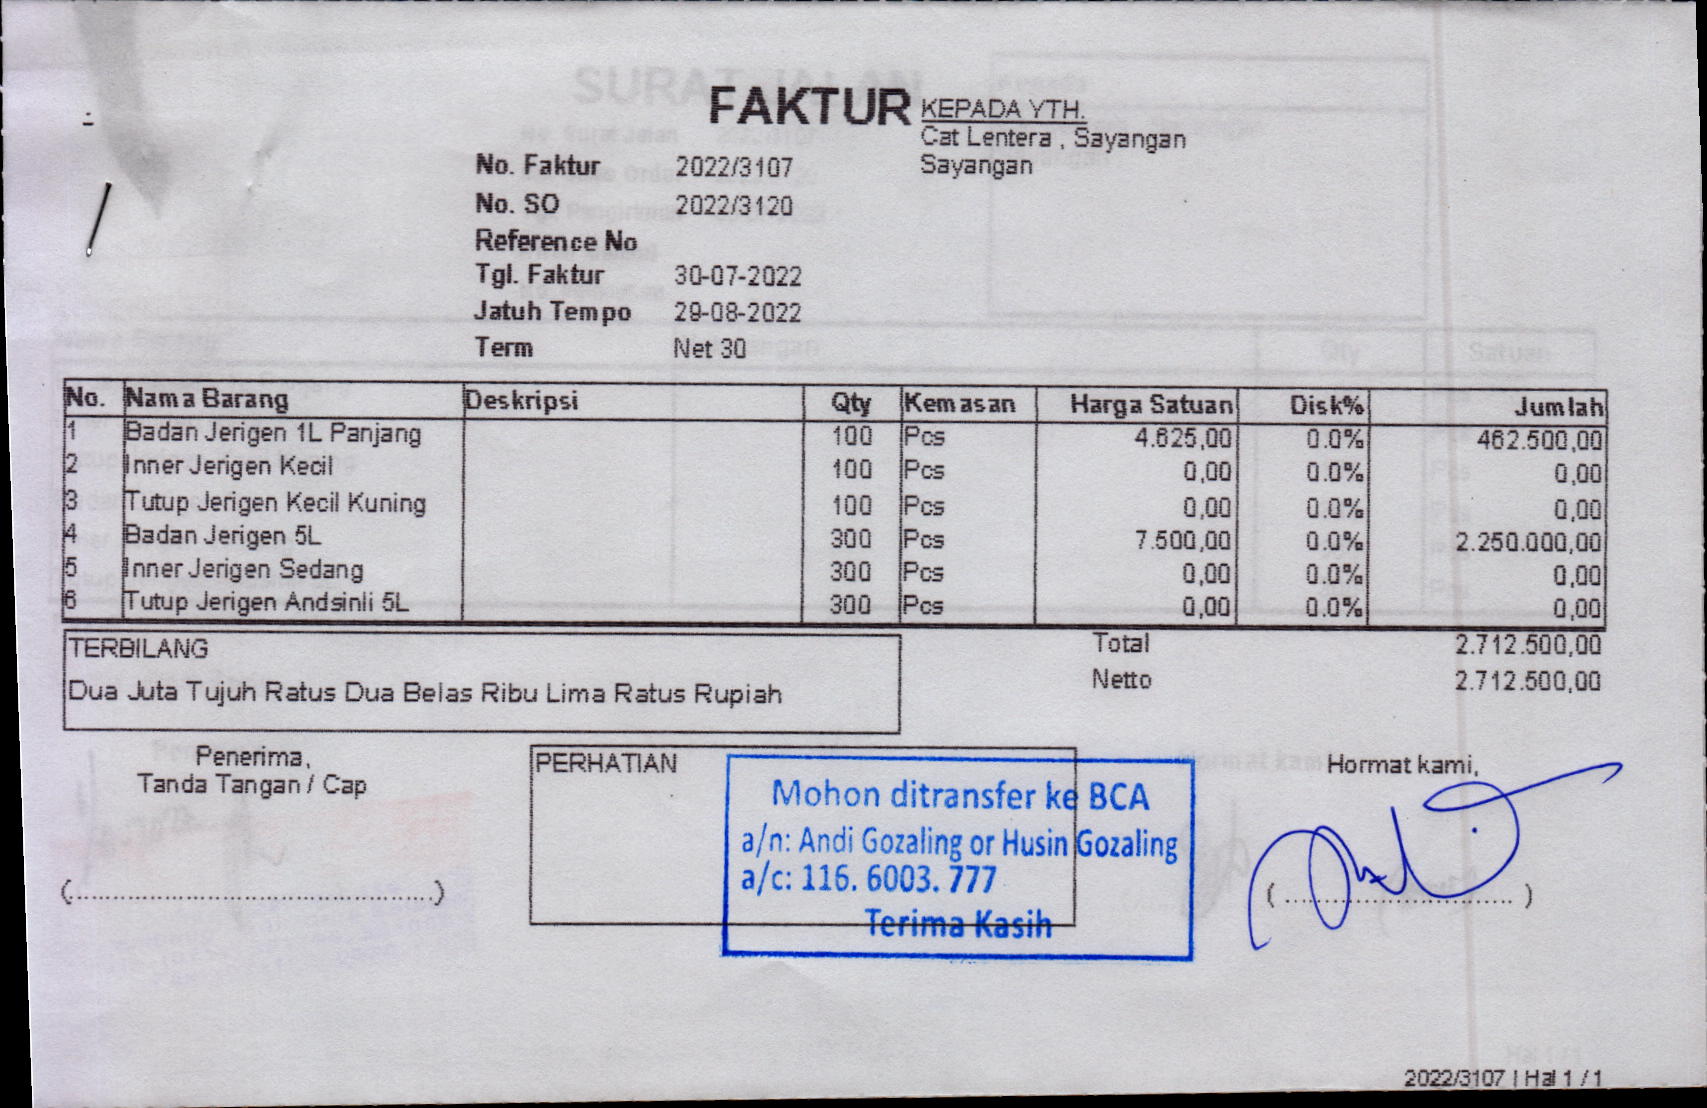 FAKTUR
KEPADA YTH.
Cat Lentera , Sayangan
Sayangan
No. Faktur 2022/3107
No. SO 2022/3120
Reference No
Tgl. Faktur 30-07-2022
Jatuh Tempo 29-08-2022
Term Net 30
No. Nama Barang Deskripsi Qty Kemasan Harga Satuan Disk% Jumlah
1 Badan Jerigen 1L Panjang 100 Pcs 4.625,00 0.0% 462.500,00
2 Inner Jerigen Kecil 100 Pcs 0,00 0.0% 0,00
3 Tutup Jerigen Kecil Kuning 100 Pcs 0,00 0.0% 0,00
4 Badan Jerigen 5L 300 Pcs 7.500,00 0.0% 2.250.000,00
5 Inner Jerigen Sedang 300 Pcs 0,00 0.0% 0,00
6 Tutup Jerigen Andsinli 5L 300 Pcs 0,00 0.0% 0,00
Total 2.712.500,00
Netto 2.712.500,00
TERBILANG
Dua Juta Tujuh Ratus Dua Belas Ribu Lima Ratus Rupiah
Penerima,
Tanda Tangan / Cap
(..................................................)
PERHATIAN
Mohon ditransfer ke BCA
a/n: Andi Gozaling or Husin Gozaling
a/c: 116. 6003. 777
Terima Kasih
Hormat kami,
( ................................ )
2022/3107 | Hal 1 / 1